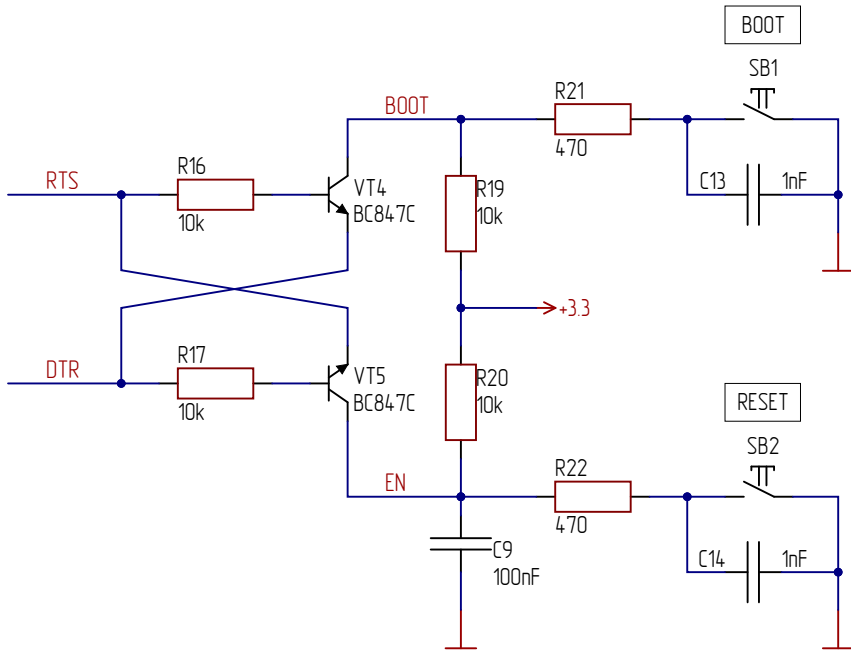 BOOT
SB1
R21
470
C13
1nF
BOOT
RTS
R16
10k
VT4
BC847C
R19
10k
+3.3
DTR
R17
10k
VT5
BC847C
R20
10k
RESET
SB2
EN
R22
470
C9
100nF
C14
1nF